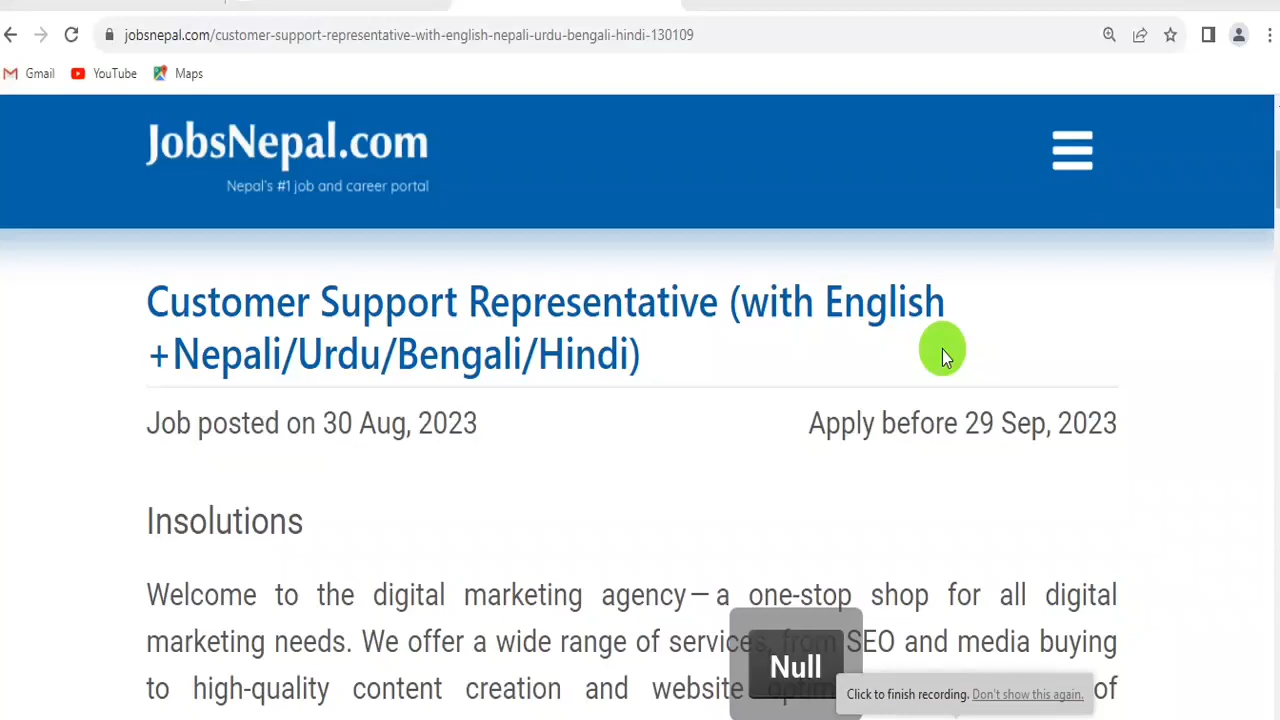 jobsnepal.com/customer-support-representative-with-english-nepali-urdu-bengali-hindi-130109
Gmail YouTube Maps
JobsNepal.com
Nepal's #1 job and career portal
Customer Support Representative (with English
+Nepali/Urdu/Bengali/Hindi)
Job posted on 30 Aug, 2023 Apply before 29 Sep, 2023
Insolutions
Welcome to the digital marketing agency—a one-stop shop for all digital
marketing needs. We offer a wide range of services, from SEO and media buying
to high-quality content creation and website of
Null
Click to finish recording. Don't show this again.